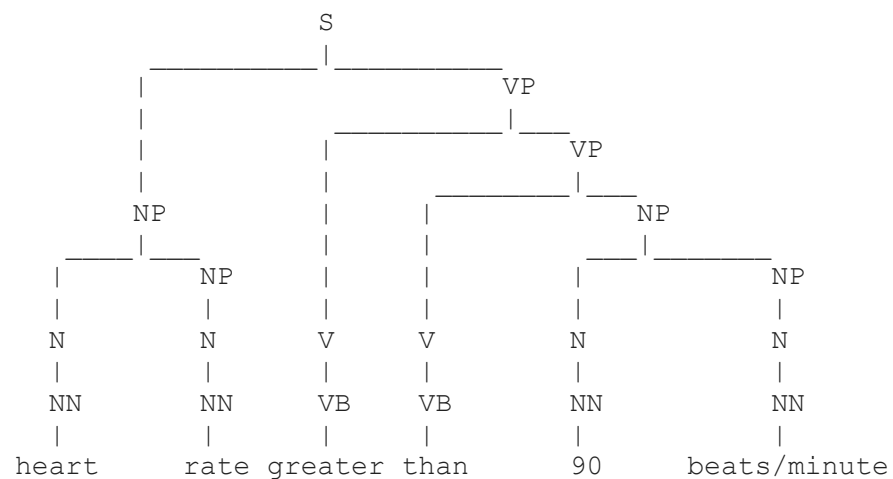 S
VP
VP
NP NP
NP NP
N N V V N N
NN NN VB VB NN NN
heart rate greater than 90 beats/minute